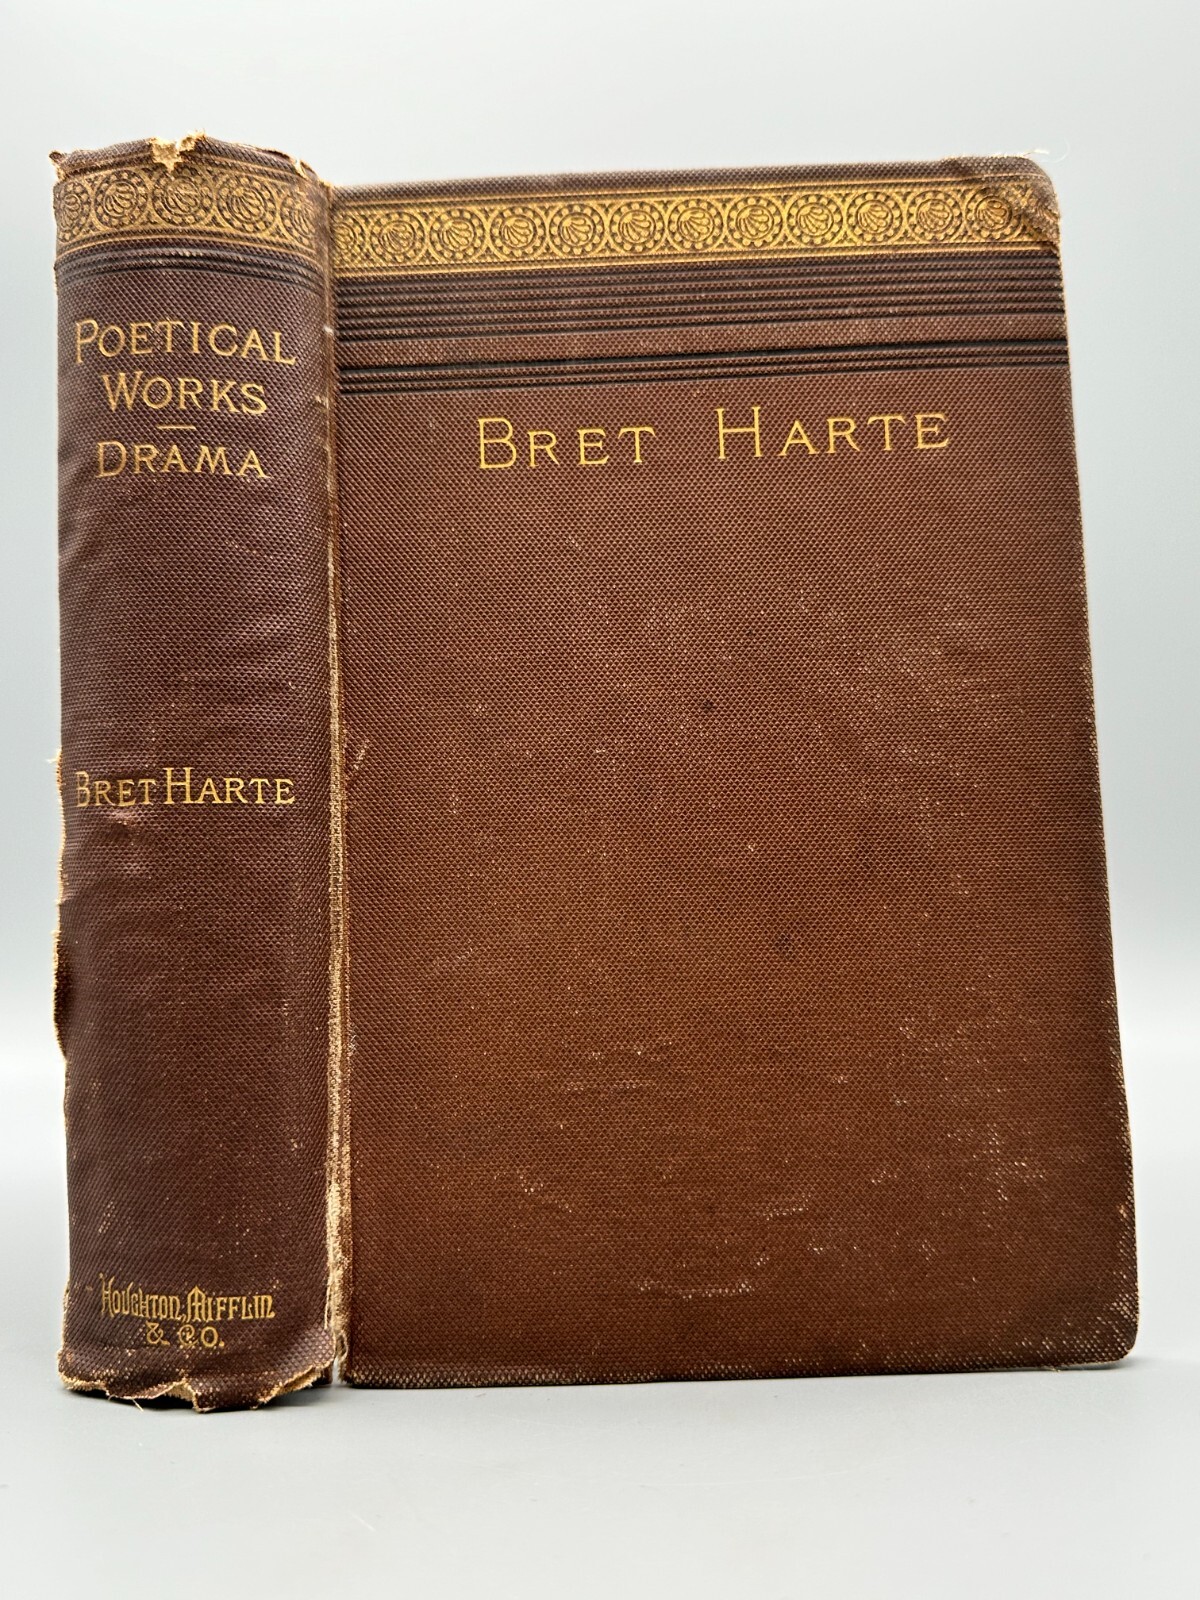 POETICAL
WORKS
—
DRAMA
BRET HARTE
HOUGHTON, MIFFLIN
& CO.
BRET HARTE